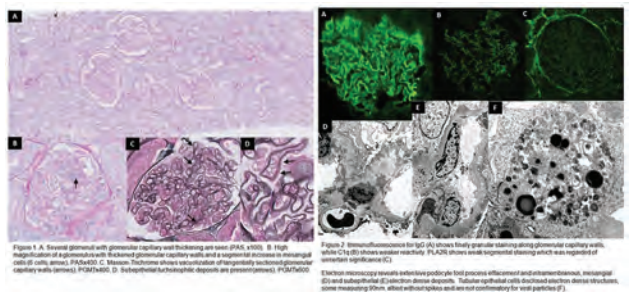 A
B
C
D
Figure 1. A. Several glomeruli with glomerular capillary wall thickening are seen (PAS, x100). B. High
magnification of a glomerulus with thickened glomerular capillary walls and a segmental increase in mesangial
(6 cells, arrow). PASx400. C. Masson-Trichrome shows vacuolization of tangentially sectioned glomerular
capillary walls (arrows). PGMTx400. D. Subepithelial fuchsinophilic deposits are present (arrows). PGMTx600
A
B
C
D
E
F
Figure 2. Immunofluorescence for IgG (A) shows finally granular staining along glomerular capillary walls,
while C1q (B) shows weaker reactivity. PLA2R shows weak segmental staining which was regarded of
uncertain significance (C).
Electron microscopy reveals extensive podocyte foot process effacement and intramembranous, mesangial
(D) and subepithelial (E) electron dense deposits. Tubular epithelial cells disclosed electron dense structures,
some measuring 90nm, albeit without spikes and are not confirmatory for viral particles (F).